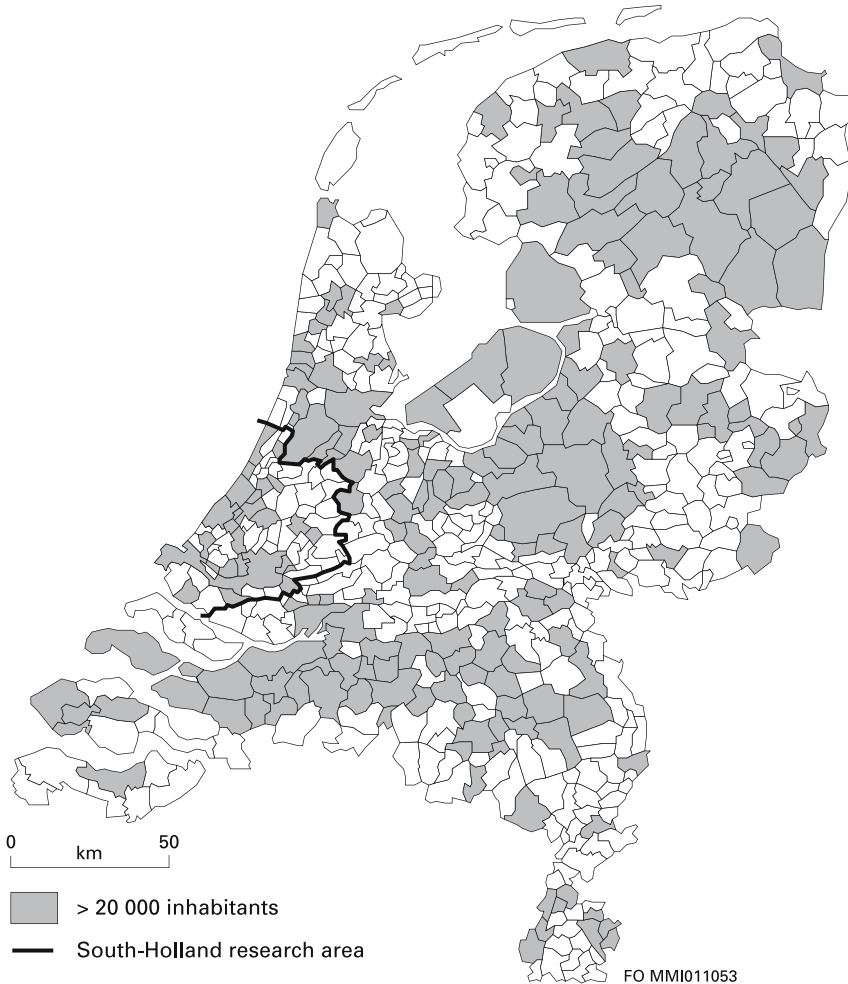 0 50
km
> 20 000 inhabitants
South-Holland research area
FO MMI011053